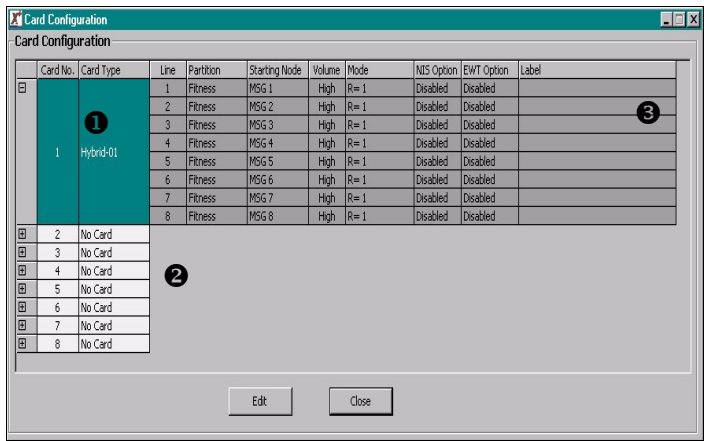 Card Configuration
Card Configuration
Card No. Card Type Line Partition Starting Node Volume Mode NIS Option EWT Option Label
1 Fitness MSG 1 High R= 1 Disabled Disabled
2 Fitness MSG 2 High R= 1 Disabled Disabled
❶ 3 Fitness MSG 3 High R= 1 Disabled Disabled ❸
4 Fitness MSG 4 High R= 1 Disabled Disabled
1 Hybrid-01 5 Fitness MSG 5 High R= 1 Disabled Disabled
6 Fitness MSG 6 High R= 1 Disabled Disabled
7 Fitness MSG 7 High R= 1 Disabled Disabled
8 Fitness MSG 8 High R= 1 Disabled Disabled
2 No Card
3 No Card
4 No Card ❷
5 No Card
6 No Card
7 No Card
8 No Card
Edit Close